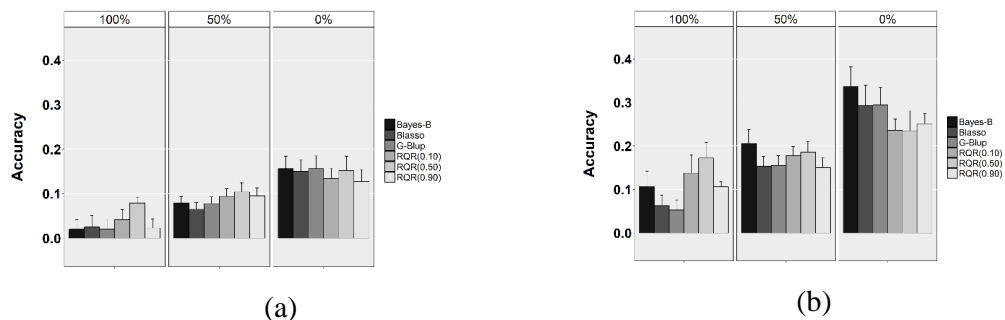 100% 50% 0%
0.4
0.3
0.2
0.1
0.0
Accuracy
Bayes-B
Blasso
G-Blup
RQR(0.10)
RQR(0.50)
RQR(0.90)
(a)
100% 50% 0%
0.4
0.3
0.2
0.1
0.0
Accuracy
Bayes-B
Blasso
G-Blup
RQR(0.10)
RQR(0.50)
RQR(0.90)
(b)